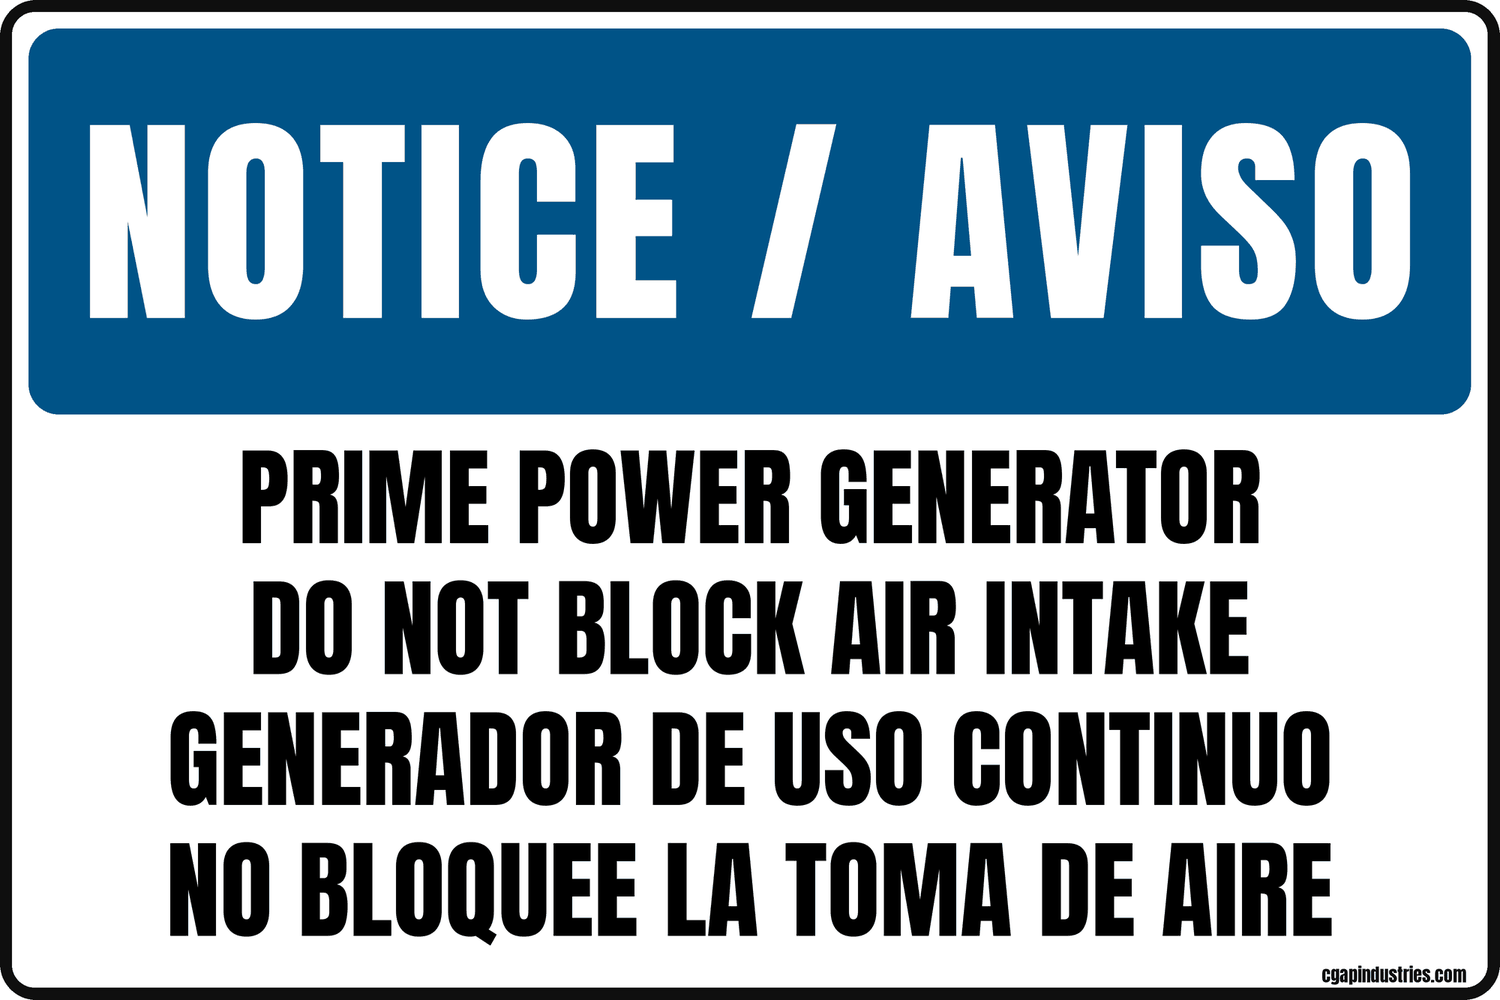 NOTICE / AVISO
PRIME POWER GENERATOR
DO NOT BLOCK AIR INTAKE
GENERADOR DE USO CONTINUO
NO BLOQUEE LA TOMA DE AIRE
cgapindustries.com